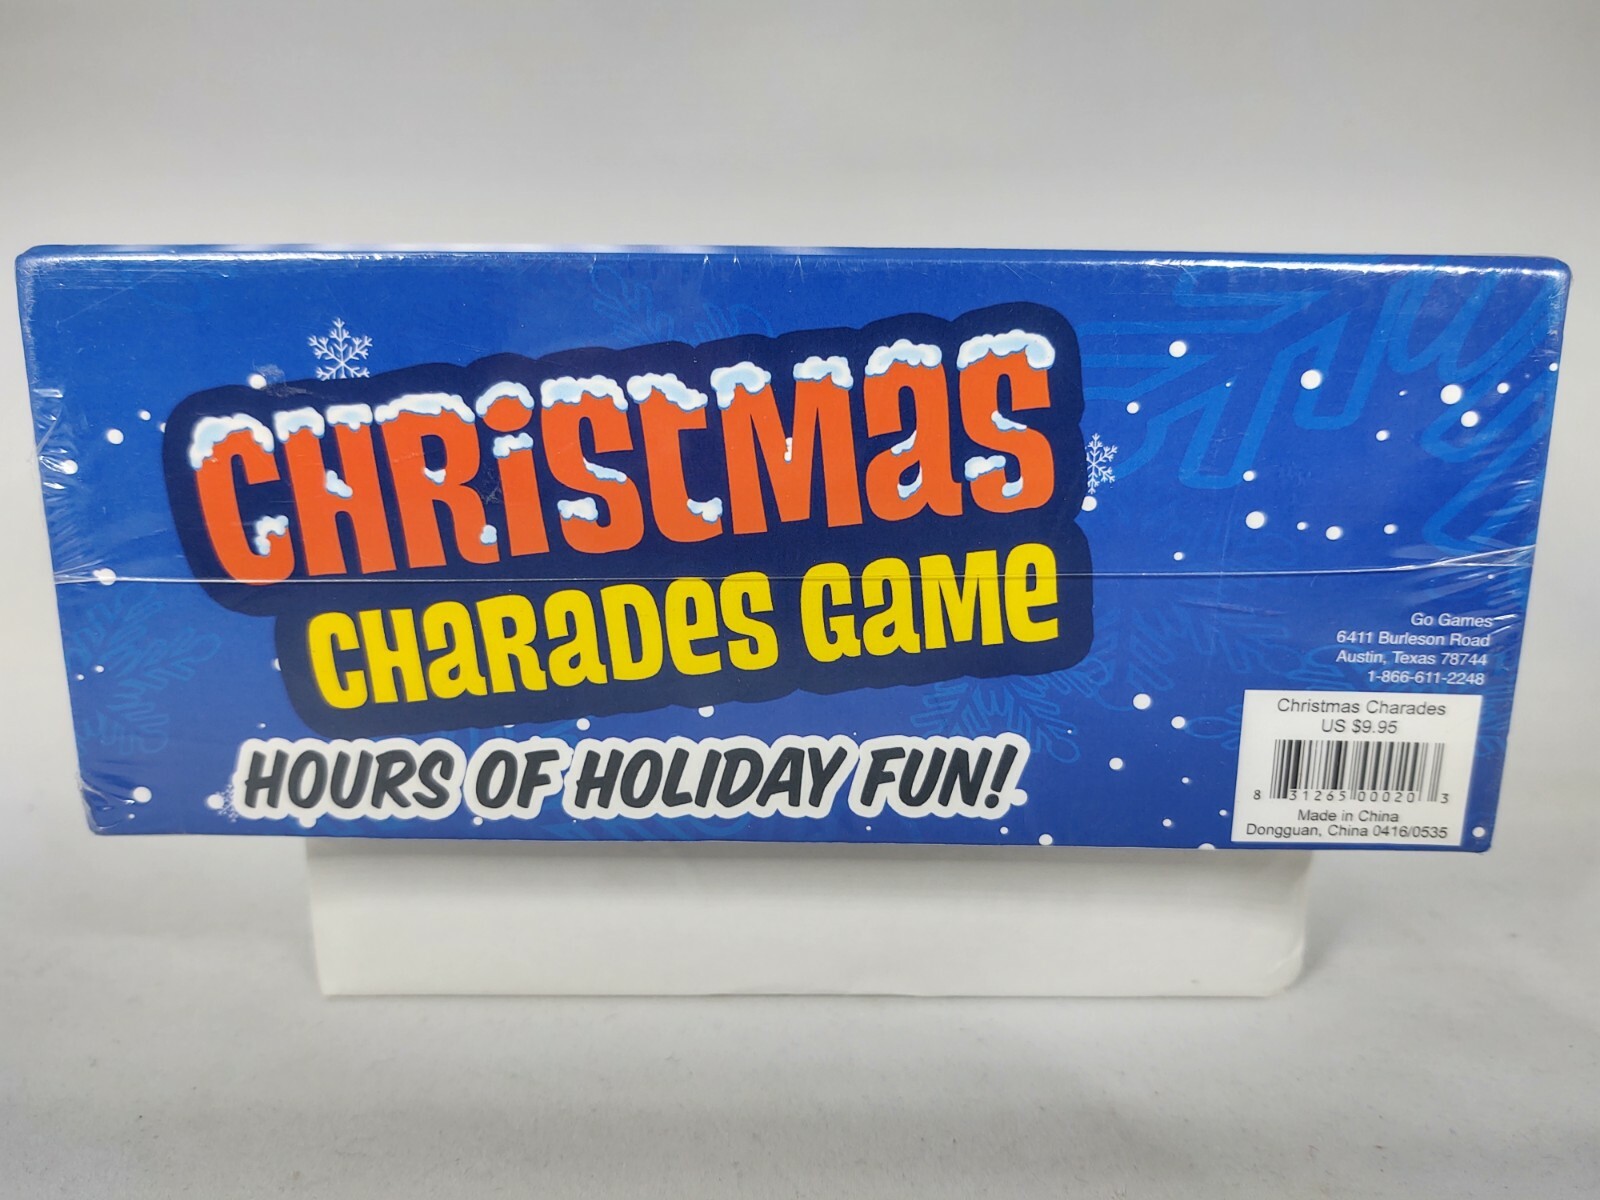 CHRISTMAS
CHARADES GAME
HOURS OF HOLIDAY FUN!
Go Games
6411 Burleson Road
Austin, Texas 78744
1-866-611-2248
Christmas Charades
US $9.95
8 31265 00020 3
Made in China
Dongguan, China 0416/0535